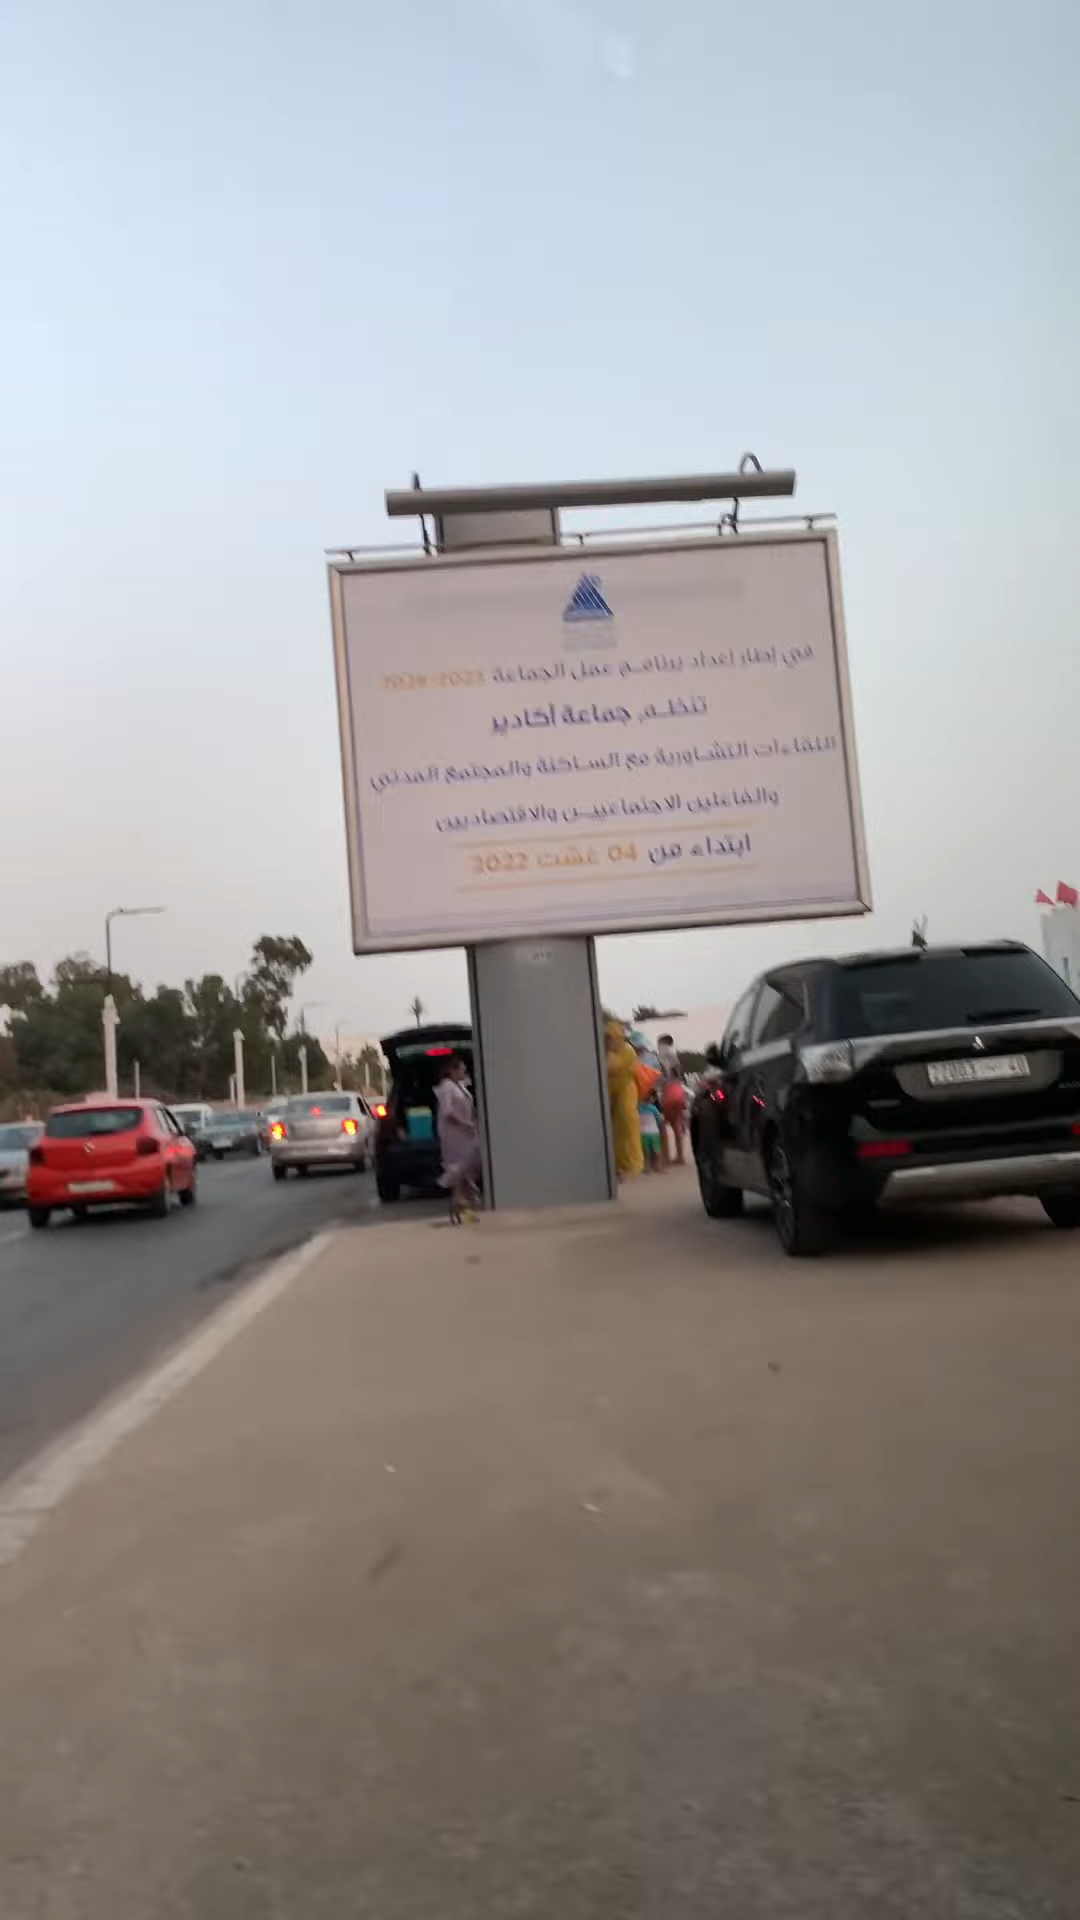 في إطار إعداد برنامج عمل الجماعة 2023-2028
تنظم جماعة أكادير
اللقاءات التشاورية مع الساكنة والمجتمع المدني
والفاعلين الاجتماعيين والاقتصاديين
ابتداء من 04 غشت 2022